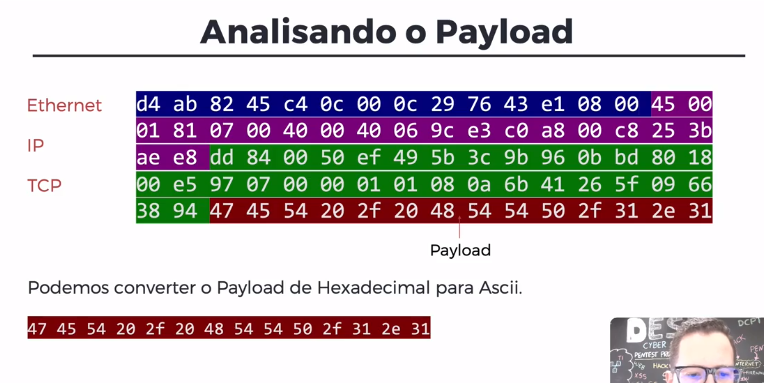 Analisando o Payload
Ethernet
IP
TCP
d4 ab 82 45 c4 0c 00 0c 29 76 43 e1 08 00 45 00
01 81 07 00 40 00 40 06 9c e3 c0 a8 00 c8 25 3b
ae e8 dd 84 00 50 ef 49 5b 3c 9b 96 0b bd 80 18
00 e5 97 07 00 00 01 01 08 0a 6b 41 26 5f 09 66
38 94 47 45 54 20 2f 20 48 54 54 50 2f 31 2e 31
Payload
Podemos converter o Payload de Hexadecimal para Ascii.
47 45 54 20 2f 20 48 54 54 50 2f 31 2e 31
DES
DCPT
CYBER
PENTEST
HACK
XSS